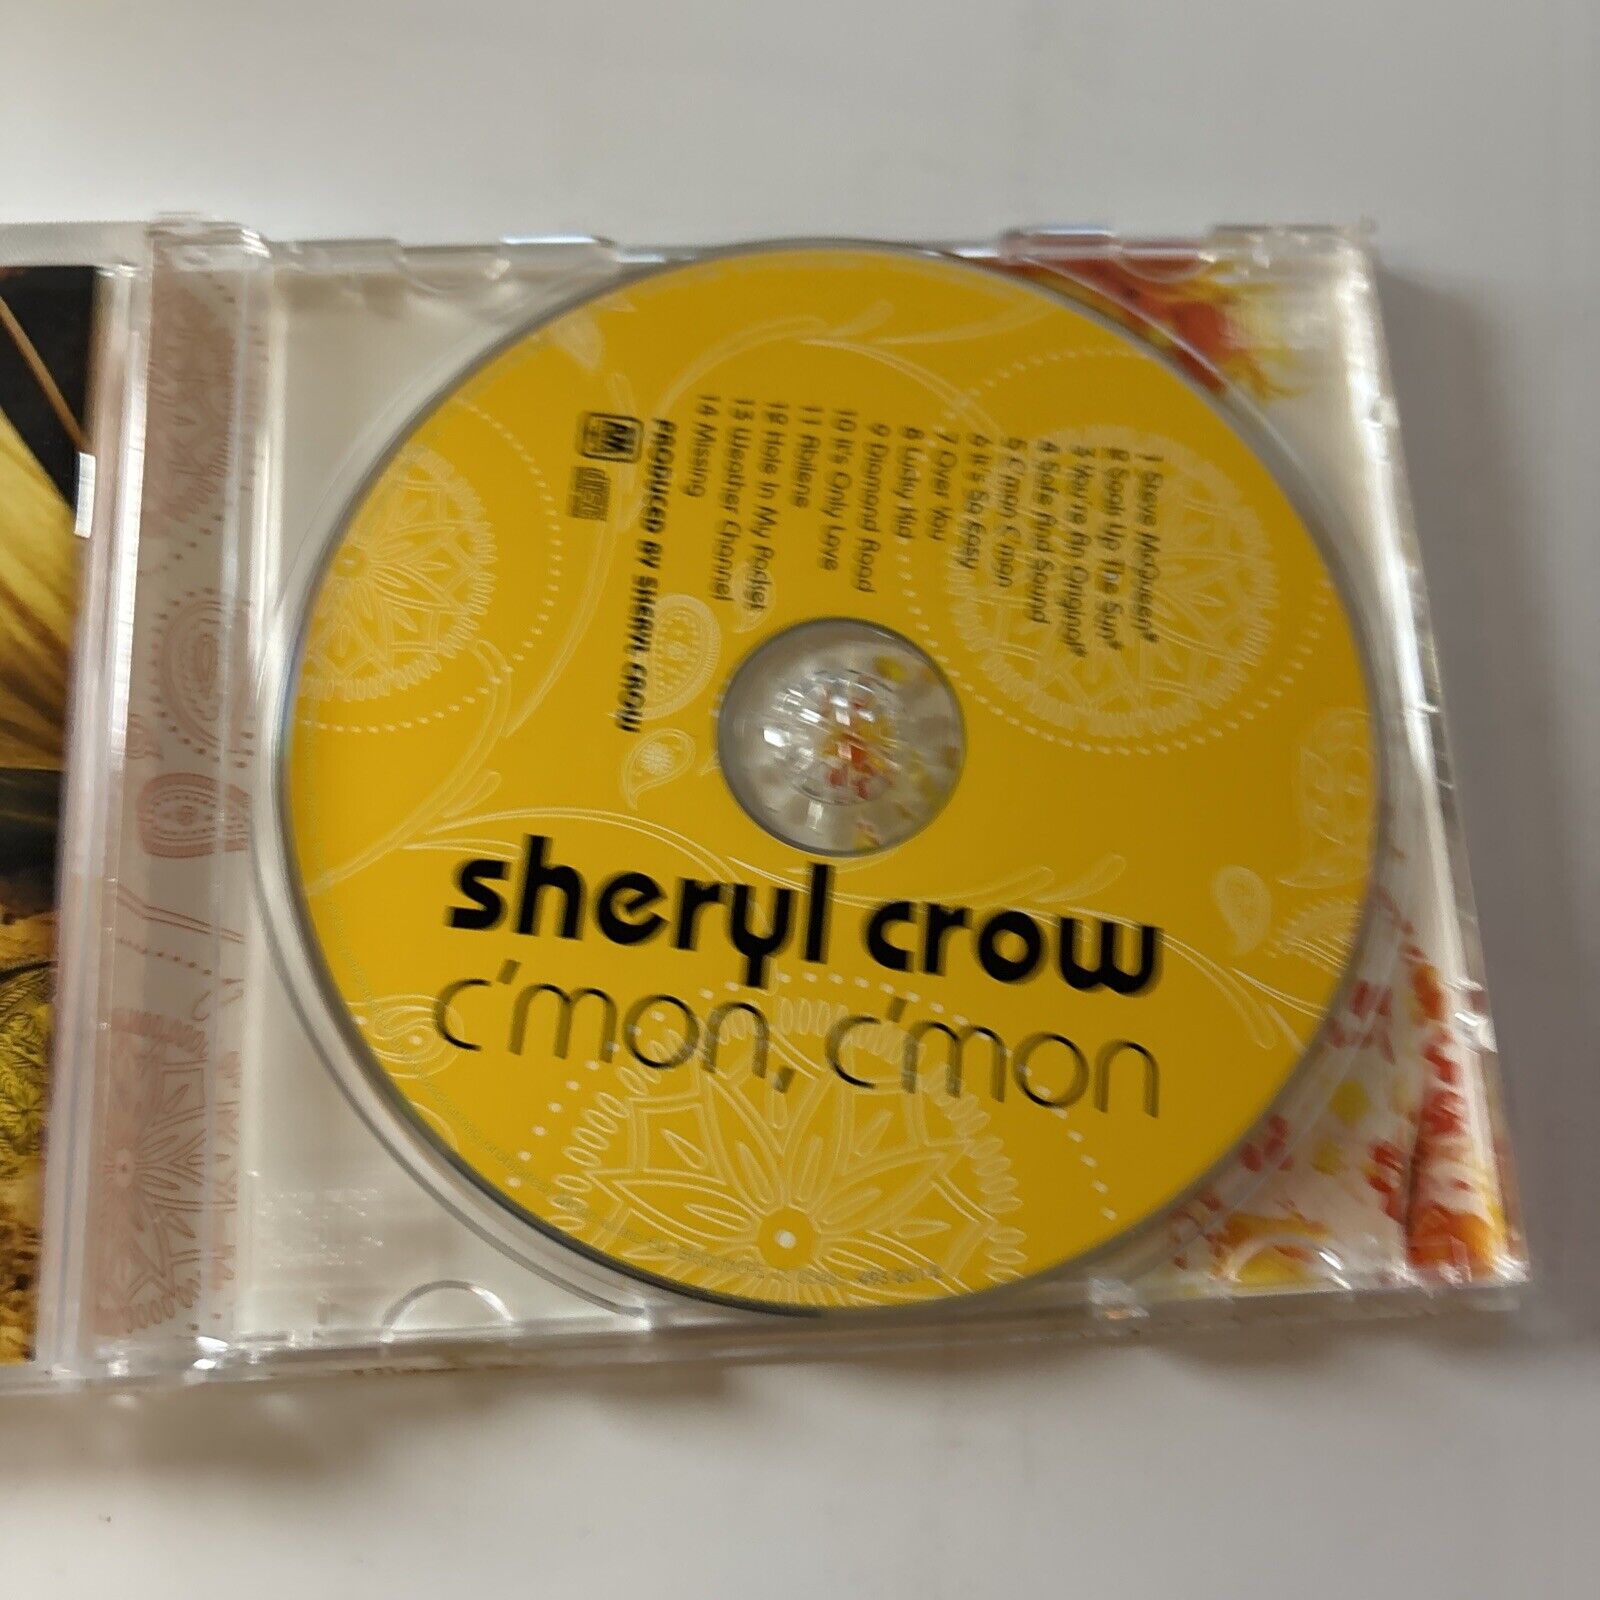 1 Steve McQueen*
2 Soak Up The Sun*
3 You're An Original*
4 Safe And Sound
5 C'mon C'mon
6 It's So Easy
7 Over You
8 Lucky Kid
9 Diamond Road
10 It's Only Love
11 Abilene
12 Hole In My Pocket
13 Weather Channel
14 Missing
PRODUCED BY SHERYL CROW
A&M
sheryl crow
c'mon, c'mon